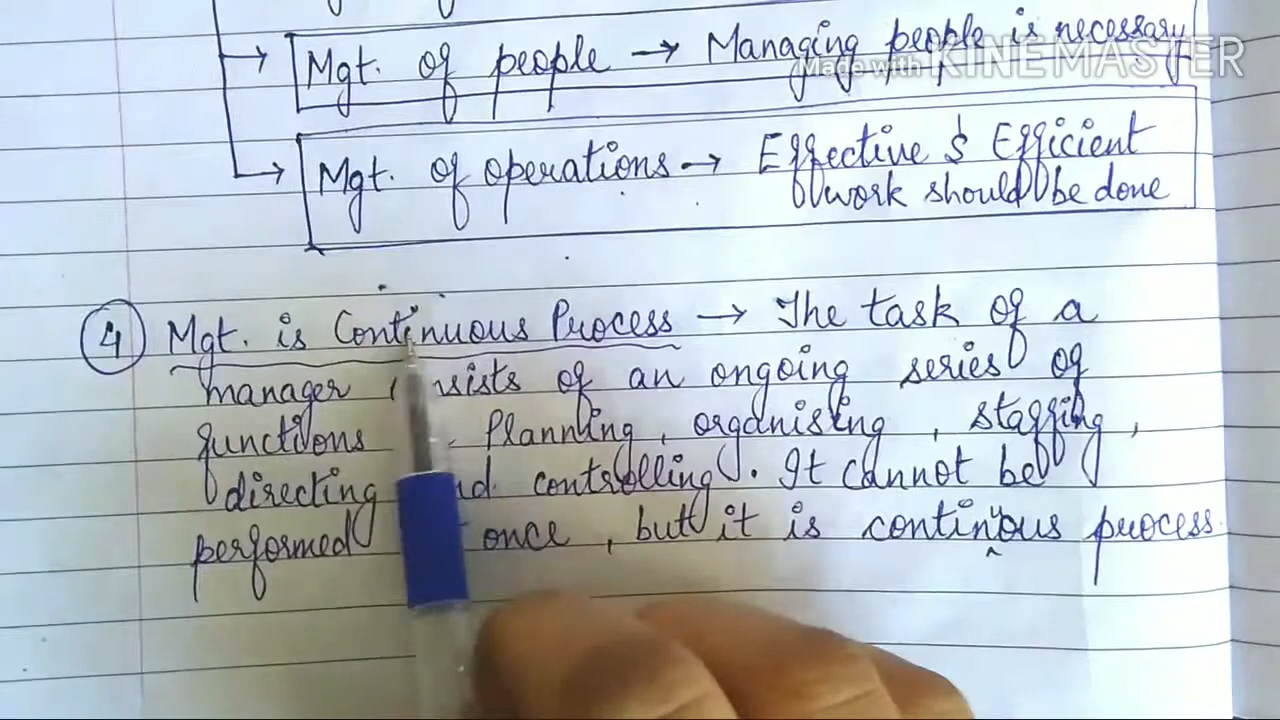 Mgt. of people → Managing people is necessary
Made with KINEMASTER
Mgt. of operations → Effective & Efficient
work should be done
4 Mgt. is Continuous Process → The task of a
manager of an ongoing series of
functions Planning, organising, staffing,
directing controlling. It cannot be
performed once, but it is continuous process.